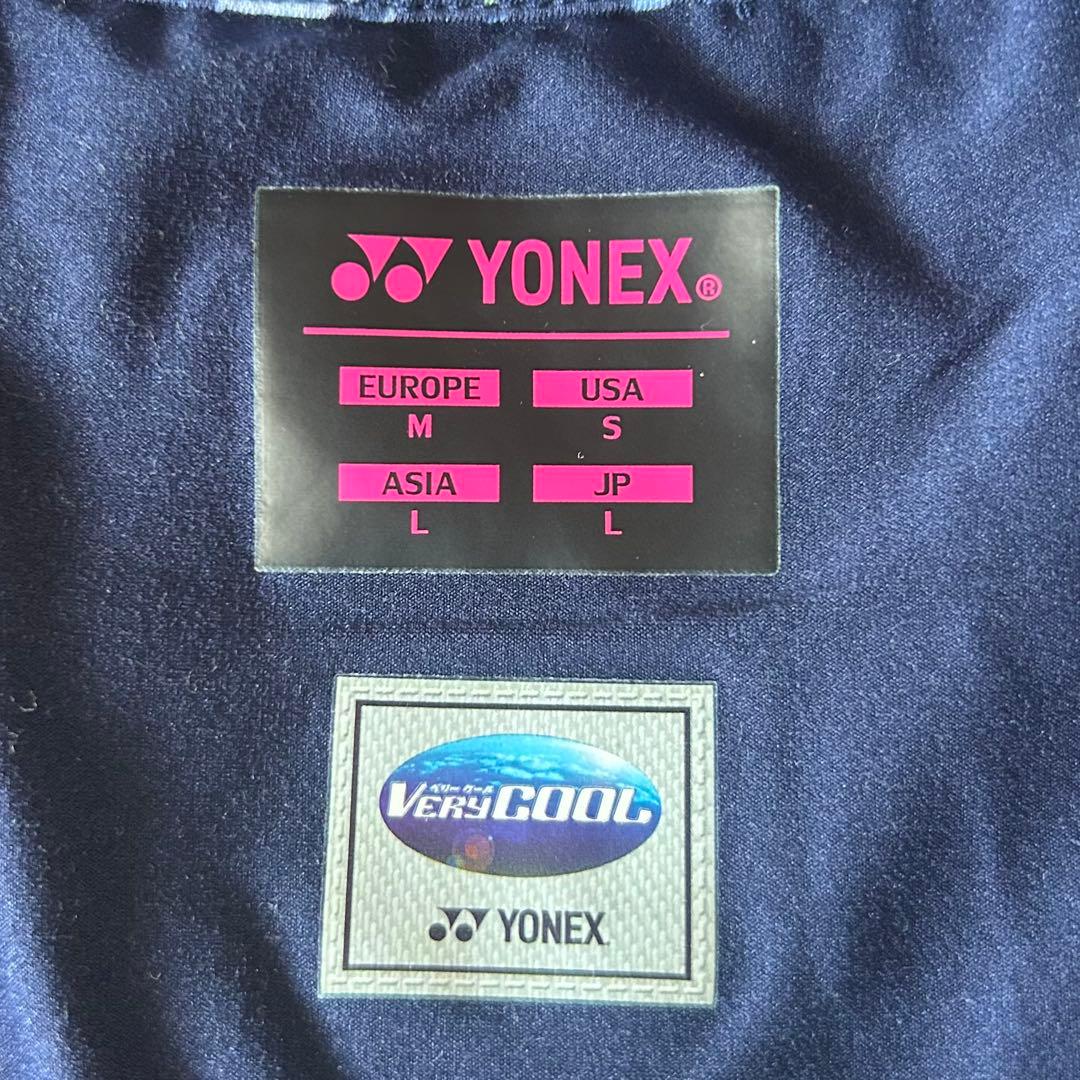 YONEX®
EUROPE USA
M S
ASIA JP
L L
ベリー クール
VERYCOOL
YONEX